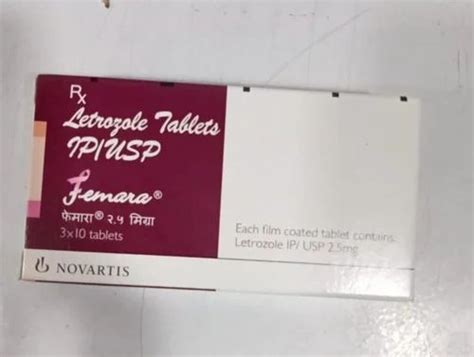 Rx
Letrozole Tablets
IP/USP
Femara®
फेमारा® २.५ मिग्रा
3×10 tablets
NOVARTIS
Each film coated tablet contains:
Letrozole IP/ USP 2.5mg